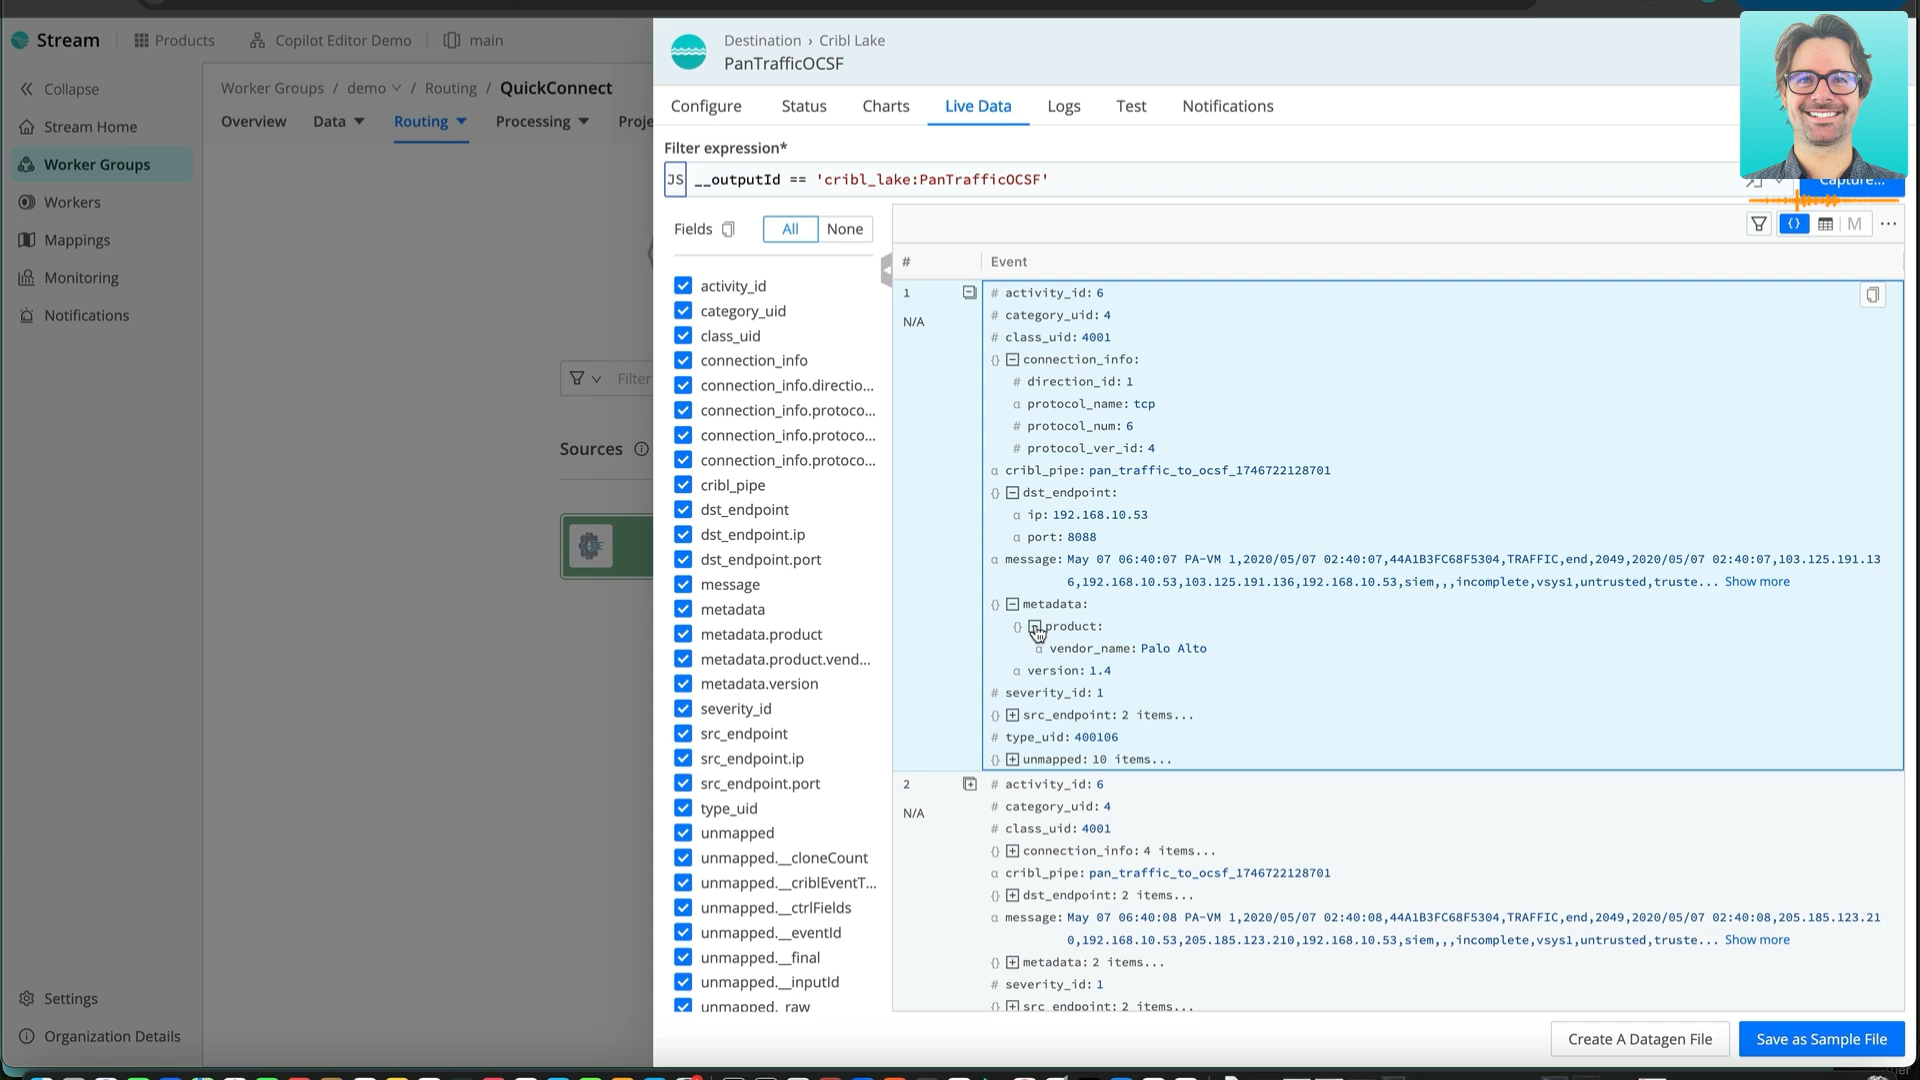 Stream
Products
Copilot Editor Demo
main
Collapse
Stream Home
Worker Groups
Workers
Mappings
Monitoring
Notifications
Settings
Organization Details
Worker Groups / demo / Routing / QuickConnect
Overview
Data
Routing
Processing
Proje
Filter
Sources
Destination › Cribl Lake
PanTrafficOCSF
Configure
Status
Charts
Live Data
Logs
Test
Notifications
Filter expression*
JS __outputId == 'cribl_lake:PanTrafficOCSF'
Capture...
Fields
All
None
activity_id
category_uid
class_uid
connection_info
connection_info.directio...
connection_info.protoco...
connection_info.protoco...
connection_info.protoco...
cribl_pipe
dst_endpoint
dst_endpoint.ip
dst_endpoint.port
message
metadata
metadata.product
metadata.product.vend...
metadata.version
severity_id
src_endpoint
src_endpoint.ip
src_endpoint.port
type_uid
unmapped
unmapped.__cloneCount
unmapped.__criblEventT...
unmapped.__ctrlFields
unmapped.__eventId
unmapped.__final
unmapped.__inputId
unmapped._raw
{}
M
...
# Event
1
N/A
# activity_id: 6
# category_uid: 4
# class_uid: 4001
{} connection_info:
# direction_id: 1
α protocol_name: tcp
# protocol_num: 6
# protocol_ver_id: 4
α cribl_pipe: pan_traffic_to_ocsf_1746722128701
{} dst_endpoint:
α ip: 192.168.10.53
α port: 8088
α message: May 07 06:40:07 PA-VM 1,2020/05/07 02:40:07,44A1B3FC68F5304,TRAFFIC,end,2049,2020/05/07 02:40:07,103.125.191.13
6,192.168.10.53,103.125.191.136,192.168.10.53,siem,,,incomplete,vsys1,untrusted,truste... Show more
{} metadata:
{} product:
α vendor_name: Palo Alto
α version: 1.4
# severity_id: 1
{} src_endpoint: 2 items...
# type_uid: 400106
{} unmapped: 10 items...
2
N/A
# activity_id: 6
# category_uid: 4
# class_uid: 4001
{} connection_info: 4 items...
α cribl_pipe: pan_traffic_to_ocsf_1746722128701
{} dst_endpoint: 2 items...
α message: May 07 06:40:08 PA-VM 1,2020/05/07 02:40:08,44A1B3FC68F5304,TRAFFIC,end,2049,2020/05/07 02:40:08,205.185.123.21
0,192.168.10.53,205.185.123.210,192.168.10.53,siem,,,incomplete,vsys1,untrusted,truste... Show more
{} metadata: 2 items...
# severity_id: 1
{} src_endpoint: 2 items...
Create A Datagen File
Save as Sample File